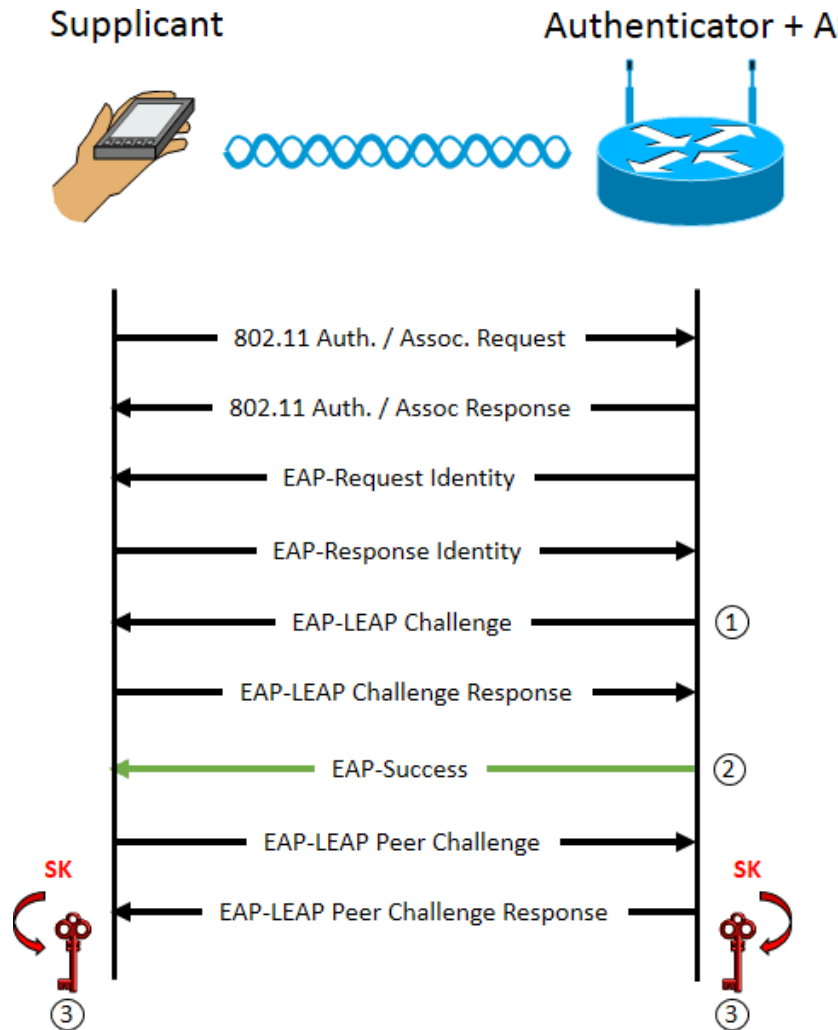 Supplicant
Authenticator + A
802.11 Auth. / Assoc. Request
802.11 Auth. / Assoc Response
EAP-Request Identity
EAP-Response Identity
EAP-LEAP Challenge
1
EAP-LEAP Challenge Response
EAP-Success
2
EAP-LEAP Peer Challenge
SK
SK
EAP-LEAP Peer Challenge Response
3
3